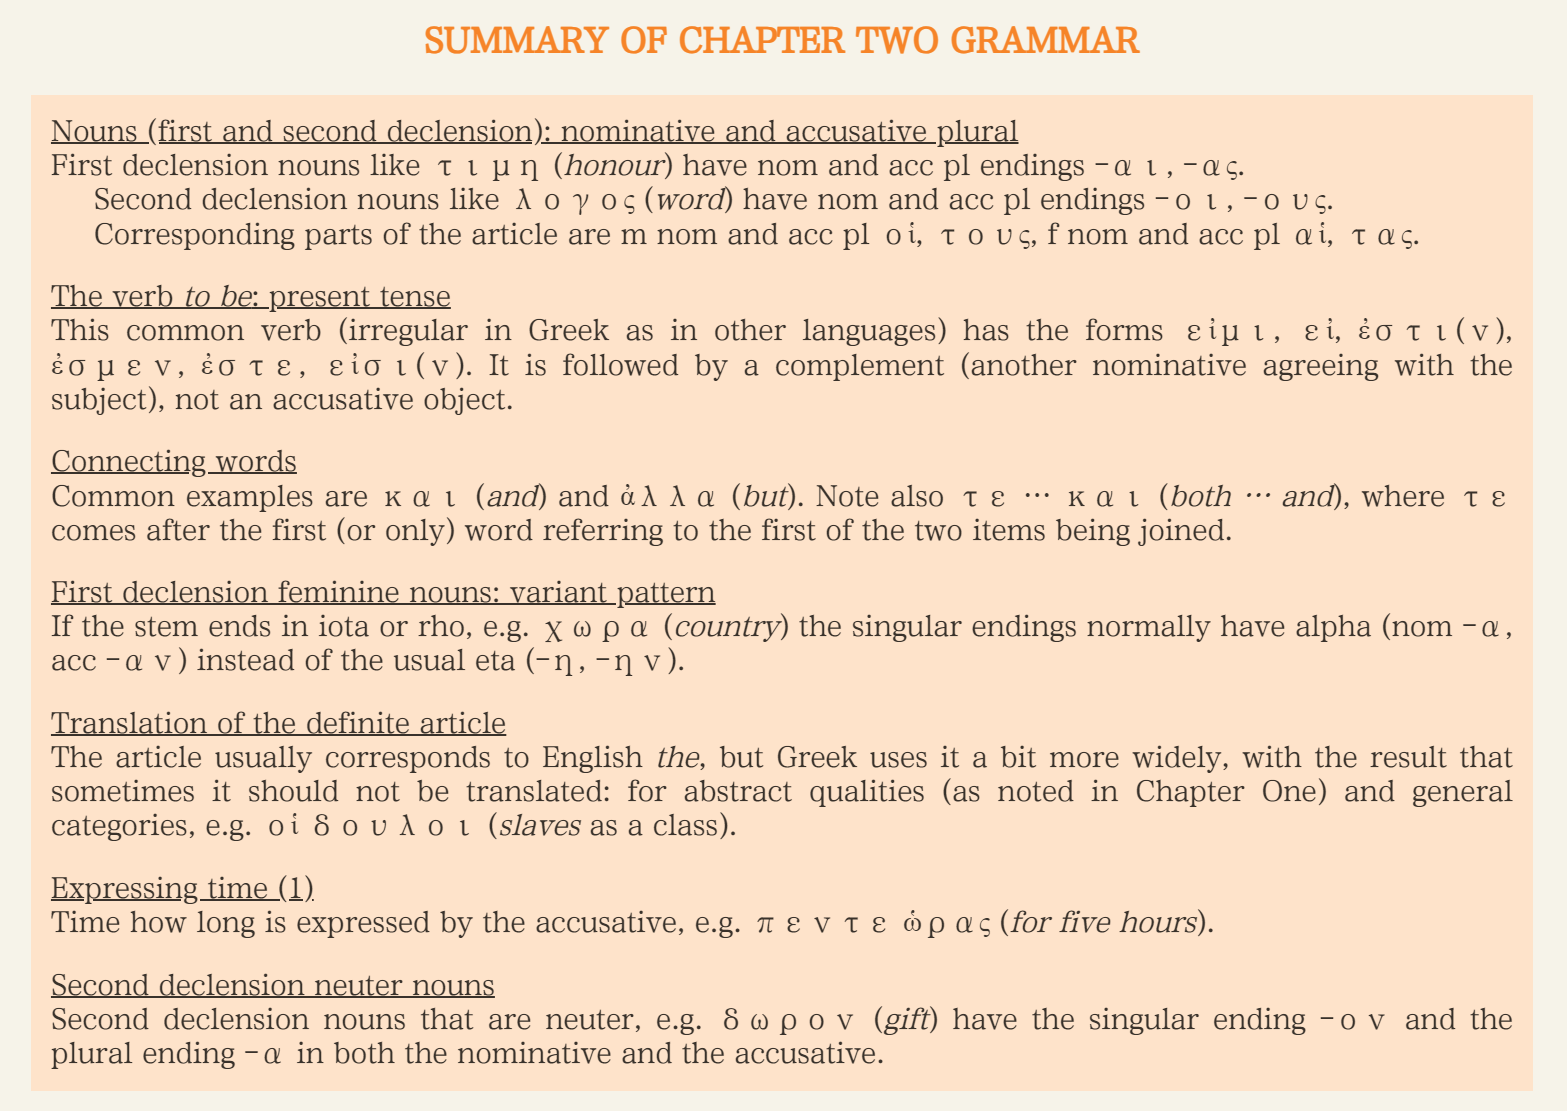 SUMMARY OF CHAPTER TWO GRAMMAR
Nouns (first and second declension): nominative and accusative plural
First declension nouns like τιμη (honour) have nom and acc pl endings -αι, -ας.
Second declension nouns like λογος (word) have nom and acc pl endings -οι, -ους.
Corresponding parts of the article are m nom and acc pl οἱ, τους, f nom and acc pl αἱ, τας.
The verb to be: present tense
This common verb (irregular in Greek as in other languages) has the forms εἰμι, εἰ, ἐστι(ν),
ἐσμεν, ἐστε, εἰσι(ν). It is followed by a complement (another nominative agreeing with the
subject), not an accusative object.
Connecting words
Common examples are και (and) and ἀλλα (but). Note also τε … και (both … and), where τε
comes after the first (or only) word referring to the first of the two items being joined.
First declension feminine nouns: variant pattern
If the stem ends in iota or rho, e.g. χωρα (country) the singular endings normally have alpha (nom -α,
acc -αν) instead of the usual eta (-η, -ην).
Translation of the definite article
The article usually corresponds to English the, but Greek uses it a bit more widely, with the result that
sometimes it should not be translated: for abstract qualities (as noted in Chapter One) and general
categories, e.g. οἱ δουλοι (slaves as a class).
Expressing time (1)
Time how long is expressed by the accusative, e.g. πεντε ὡρας (for five hours).
Second declension neuter nouns
Second declension nouns that are neuter, e.g. δωρον (gift) have the singular ending -ον and the
plural ending -α in both the nominative and the accusative.